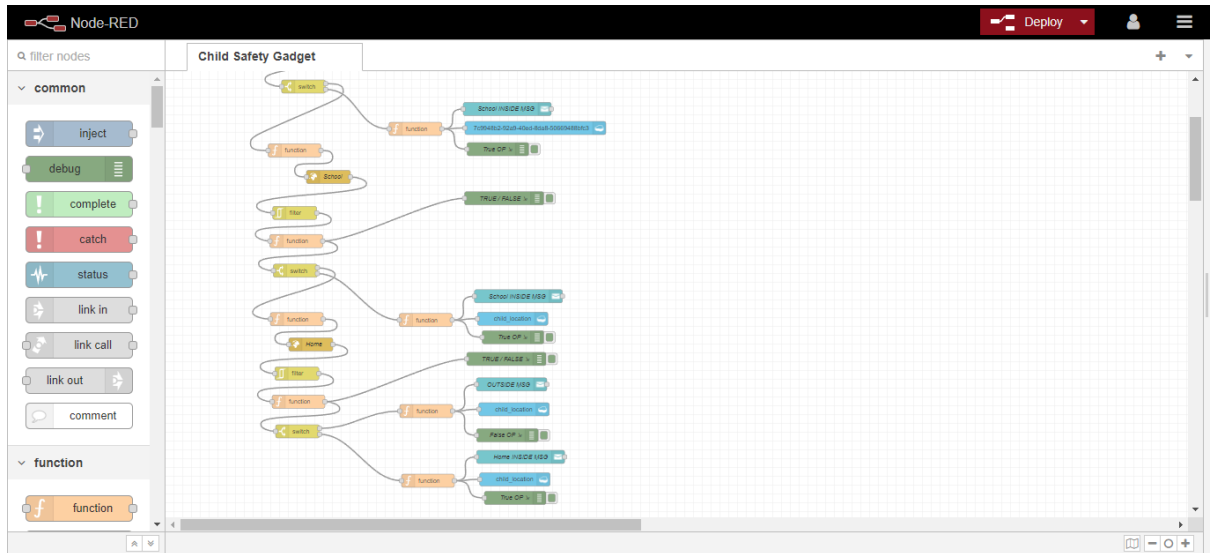 Node-RED
Deploy
filter nodes
Child Safety Gadget
common
inject
debug
complete
catch
status
link in
link call
link out
comment
function
function
switch
School INSIDE MSG
function
True OP
function
School
TRUE / FALSE
filter
function
switch
School INSIDE MSG
function
function
child_location
True OP
Home
TRUE / FALSE
filter
OUTSIDE MSG
function
function
child_location
switch
False OP
Home INSIDE MSG
function
child_location
True OP